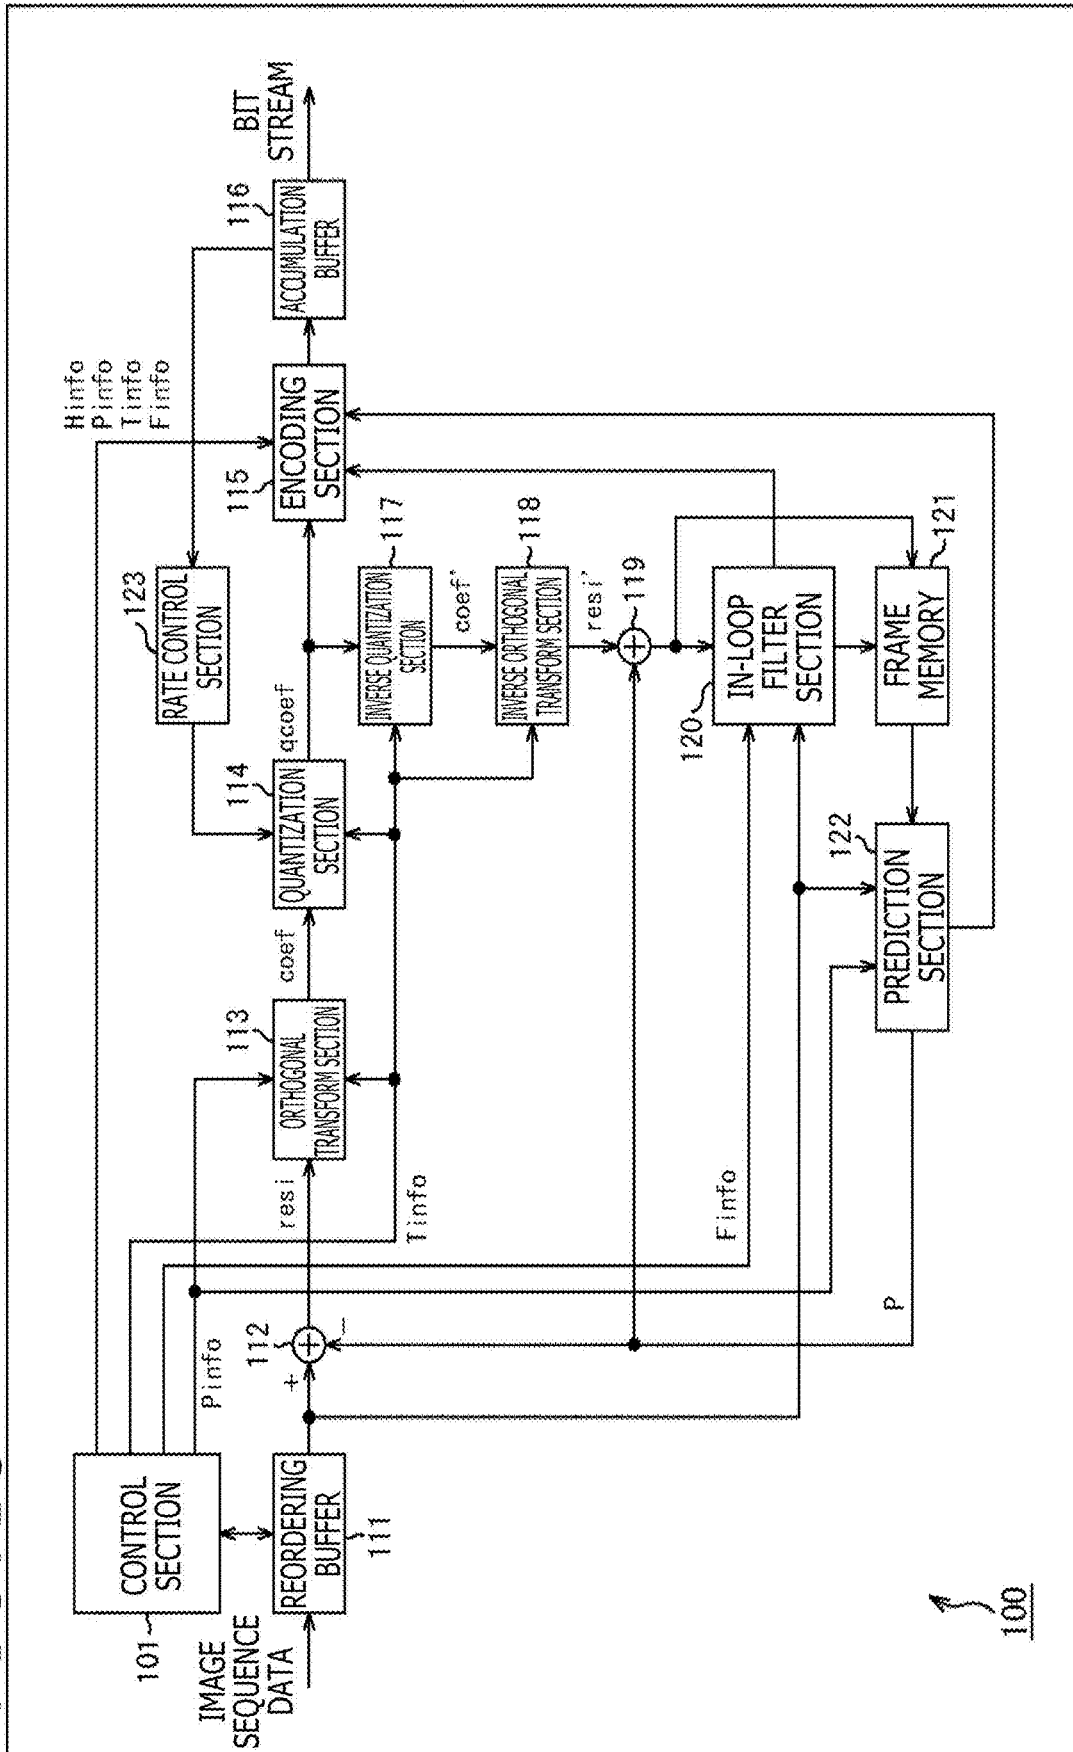 Hinfo
Pinfo
Tinfo
Finfo
123
RATE CONTROL
SECTION
CONTROL
SECTION
101
Pinfo
IMAGE
SEQUENCE
DATA
REORDERING
BUFFER
111
112
+
−
resi
113
ORTHOGONAL
TRANSFORM SECTION
coef
114
QUANTIZATION
SECTION
qcoef
115
ENCODING
SECTION
116
ACCUMULATION
BUFFER
BIT
STREAM
Tinfo
117
INVERSE QUANTIZATION
SECTION
coef'
118
INVERSE ORTHOGONAL
TRANSFORM SECTION
resi'
119
Finfo
120
IN-LOOP
FILTER
SECTION
121
FRAME
MEMORY
122
PREDICTION
SECTION
P
100